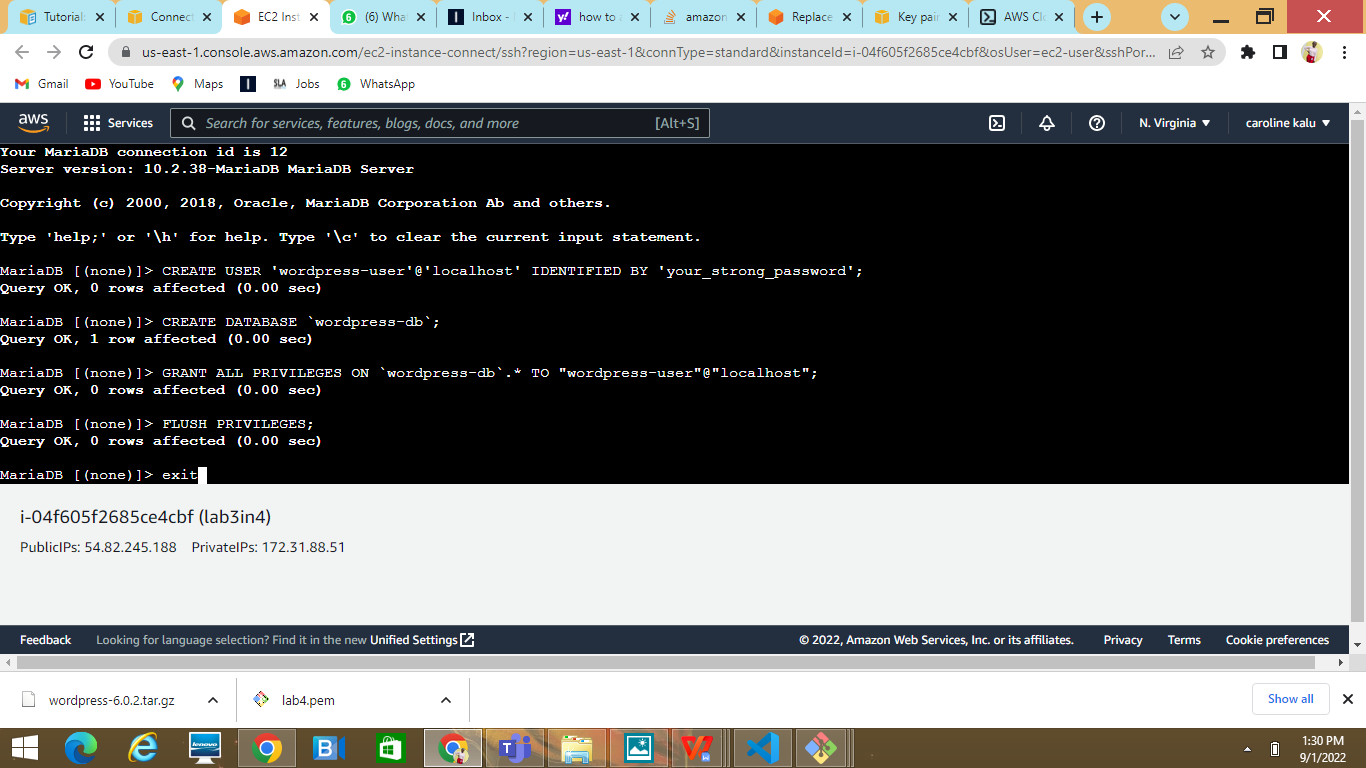 Tutorial:
Connect
EC2 Inst
(6) What
Inbox -
how to a
amazon
Replace
Key pair
AWS Cl
us-east-1.console.aws.amazon.com/ec2-instance-connect/ssh?region=us-east-1&connType=standard&instanceId=i-04f605f2685ce4cbf&osUser=ec2-user&sshPor...
Gmail YouTube Maps SLA Jobs WhatsApp
aws Services Search for services, features, blogs, docs, and more [Alt+S] N. Virginia caroline kalu
Your MariaDB connection id is 12
Server version: 10.2.38-MariaDB MariaDB Server
Copyright (c) 2000, 2018, Oracle, MariaDB Corporation Ab and others.
Type 'help;' or '\h' for help. Type '\c' to clear the current input statement.
MariaDB [(none)]> CREATE USER 'wordpress-user'@'localhost' IDENTIFIED BY 'your_strong_password';
Query OK, 0 rows affected (0.00 sec)
MariaDB [(none)]> CREATE DATABASE `wordpress-db`;
Query OK, 1 row affected (0.00 sec)
MariaDB [(none)]> GRANT ALL PRIVILEGES ON `wordpress-db`.* TO "wordpress-user"@"localhost";
Query OK, 0 rows affected (0.00 sec)
MariaDB [(none)]> FLUSH PRIVILEGES;
Query OK, 0 rows affected (0.00 sec)
MariaDB [(none)]> exit
i-04f605f2685ce4cbf (lab3in4)
PublicIPs: 54.82.245.188 PrivateIPs: 172.31.88.51
Feedback Looking for language selection? Find it in the new Unified Settings © 2022, Amazon Web Services, Inc. or its affiliates. Privacy Terms Cookie preferences
wordpress-6.0.2.tar.gz lab4.pem Show all
lenovo
1:30 PM
9/1/2022